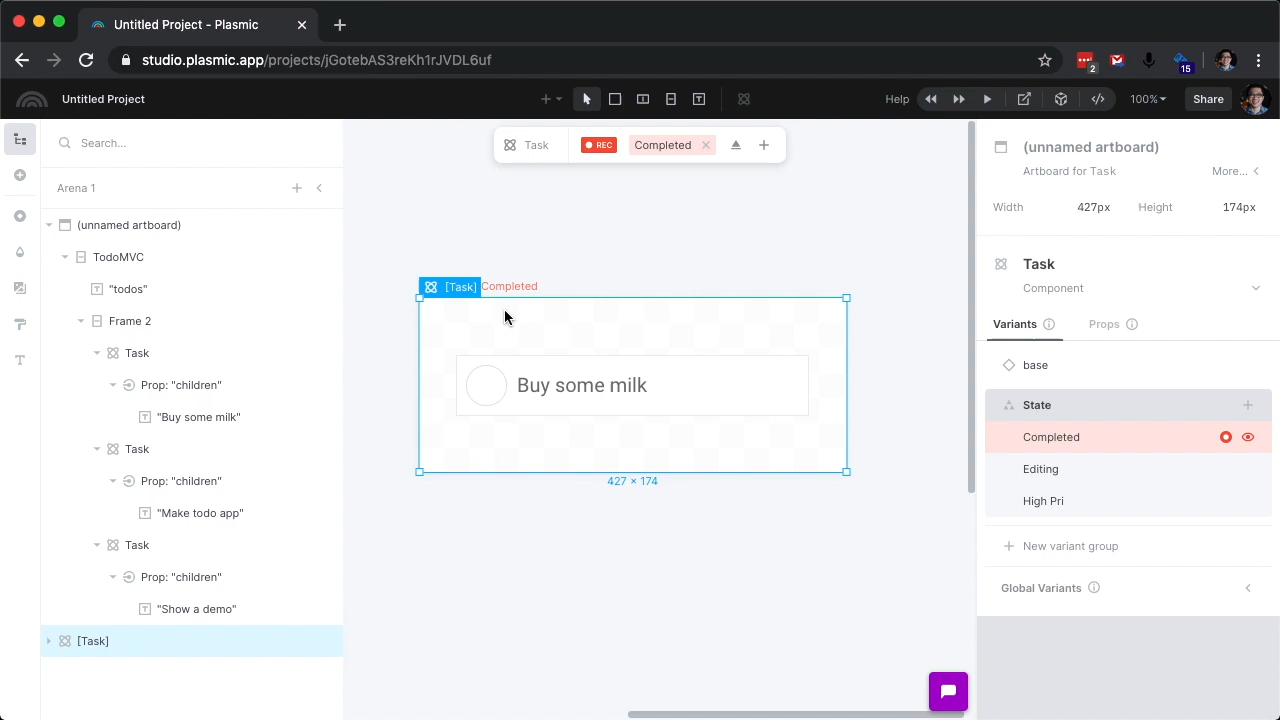 Untitled Project - Plasmic
studio.plasmic.app/projects/jGotebAS3reKh1rJVDL6uf
2
15
Untitled Project
Help
100%
Share
Search...
Task
REC
Completed
(unnamed artboard)
Artboard for Task
More...
Arena 1
Width
427px
Height
174px
(unnamed artboard)
TodoMVC
"todos"
Frame 2
Task
Prop: "children"
"Buy some milk"
Task
Prop: "children"
"Make todo app"
Task
Prop: "children"
"Show a demo"
[Task]
[Task]
Completed
Buy some milk
427 × 174
Task
Component
Variants
Props
base
State
Completed
Editing
High Pri
New variant group
Global Variants